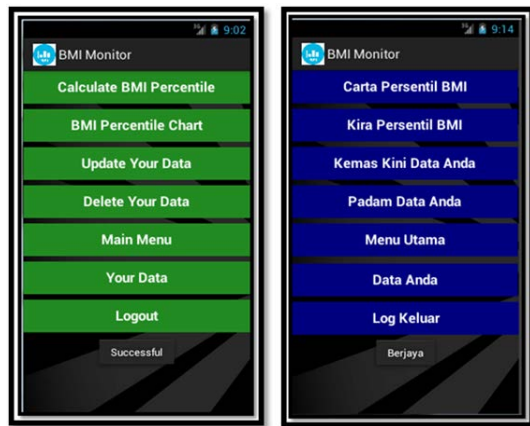 9:02
BMI Monitor
Calculate BMI Percentile
BMI Percentile Chart
Update Your Data
Delete Your Data
Main Menu
Your Data
Logout
Successful
9:14
BMI Monitor
Carta Persentil BMI
Kira Persentil BMI
Kemas Kini Data Anda
Padam Data Anda
Menu Utama
Data Anda
Log Keluar
Berjaya